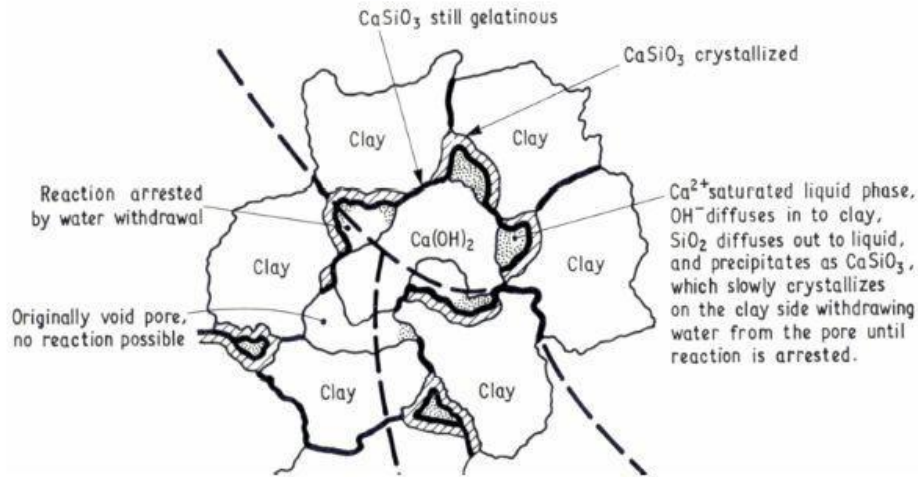 CaSiO₃ still gelatinous
CaSiO₃ crystallized
Clay
Clay
Reaction arrested
by water withdrawal
Ca(OH)₂
Ca²⁺saturated liquid phase,
OH⁻diffuses in to clay,
SiO₂ diffuses out to liquid,
and precipitates as CaSiO₃,
which slowly crystallizes
on the clay side withdrawing
water from the pore until
reaction is arrested.
Clay
Clay
Originally void pore,
no reaction possible
Clay
Clay